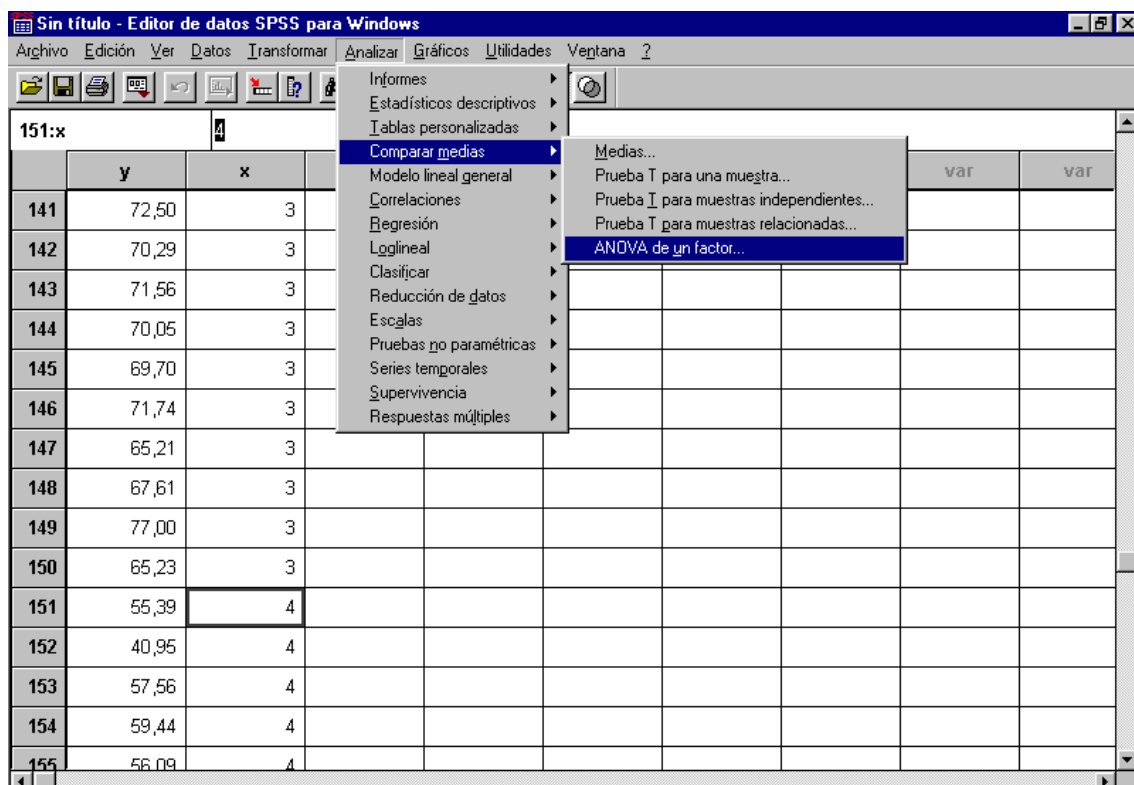 Sin título - Editor de datos SPSS para Windows
Archivo Edición Ver Datos Transformar Analizar Gráficos Utilidades Ventana ?
151:x 4
y x var var
141 72,50 3
142 70,29 3
143 71,56 3
144 70,05 3
145 69,70 3
146 71,74 3
147 65,21 3
148 67,61 3
149 77,00 3
150 65,23 3
151 55,39 4
152 40,95 4
153 57,56 4
154 59,44 4
155 56,09 4
Informes
Estadísticos descriptivos
Tablas personalizadas
Comparar medias
Modelo lineal general
Correlaciones
Regresión
Loglineal
Clasificar
Reducción de datos
Escalas
Pruebas no paramétricas
Series temporales
Supervivencia
Respuestas múltiples
Medias...
Prueba T para una muestra...
Prueba T para muestras independientes...
Prueba T para muestras relacionadas...
ANOVA de un factor...